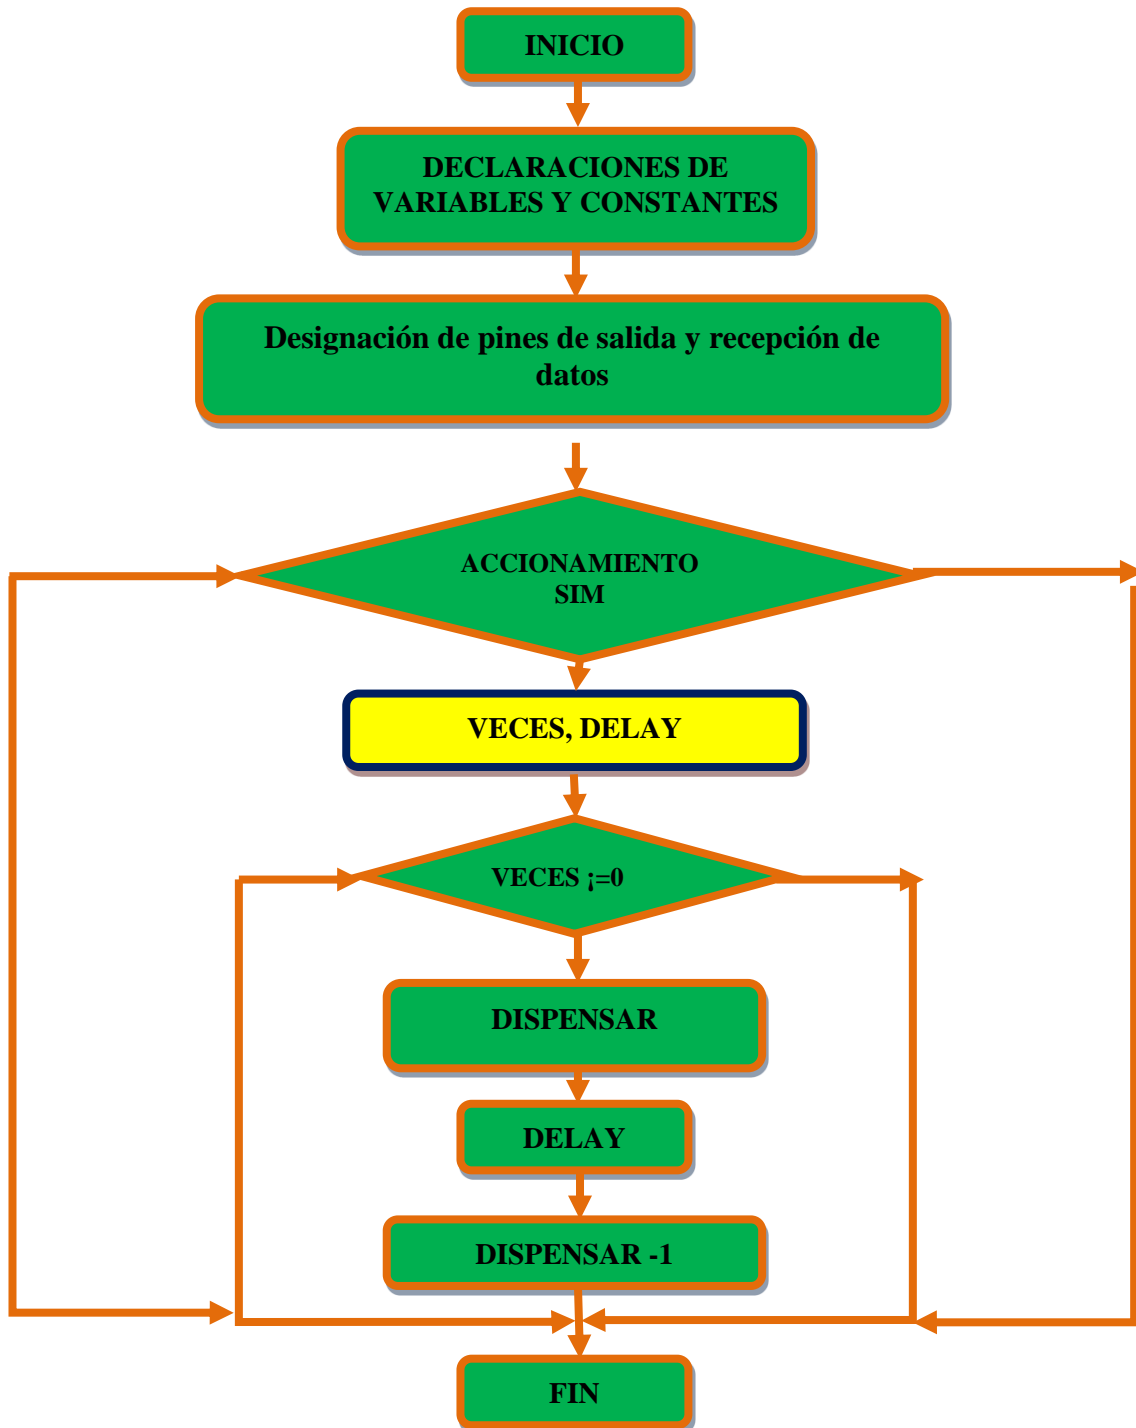 INICIO
DECLARACIONES DE
VARIABLES Y CONSTANTES
Designación de pines de salida y recepción de
datos
ACCIONAMIENTO
SIM
VECES, DELAY
VECES ¡=0
DISPENSAR
DELAY
DISPENSAR -1
FIN